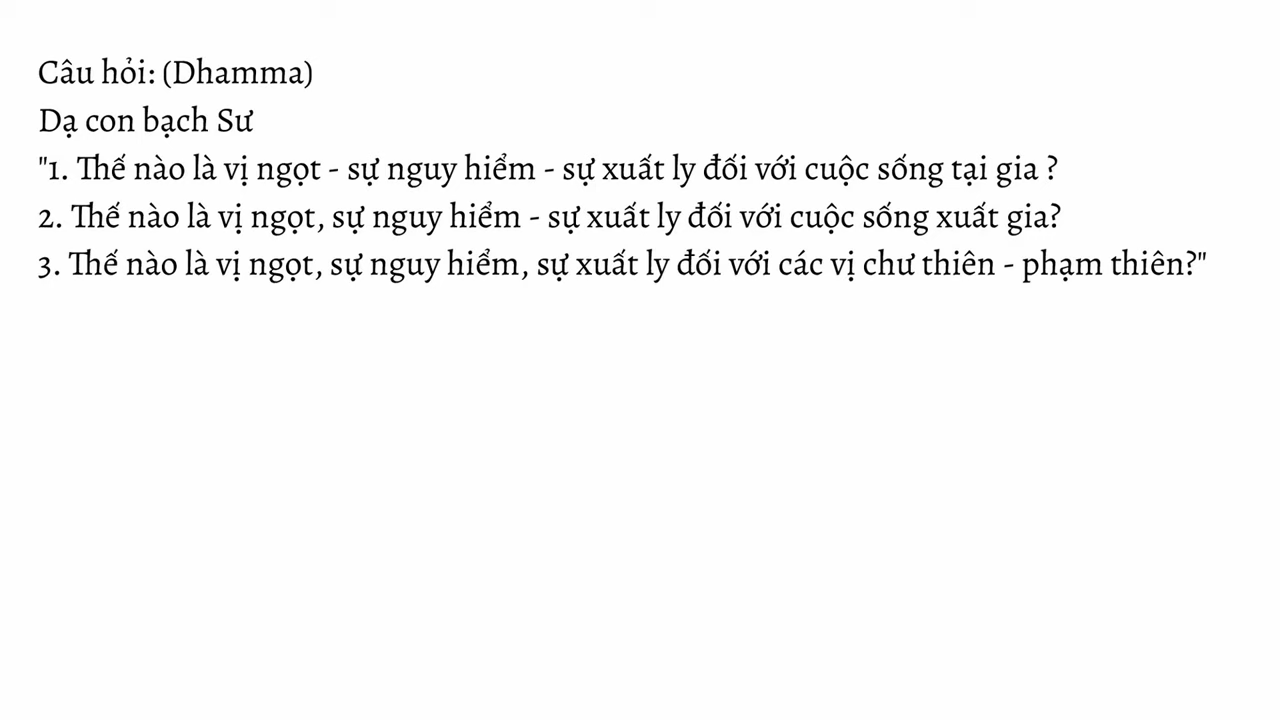 Câu hỏi: (Dhamma)
Dạ con bạch Sư
"1. Thế nào là vị ngọt - sự nguy hiểm - sự xuất ly đối với cuộc sống tại gia ?
2. Thế nào là vị ngọt, sự nguy hiểm - sự xuất ly đối với cuộc sống xuất gia?
3. Thế nào là vị ngọt, sự nguy hiểm, sự xuất ly đối với các vị chư thiên - phạm thiên?"